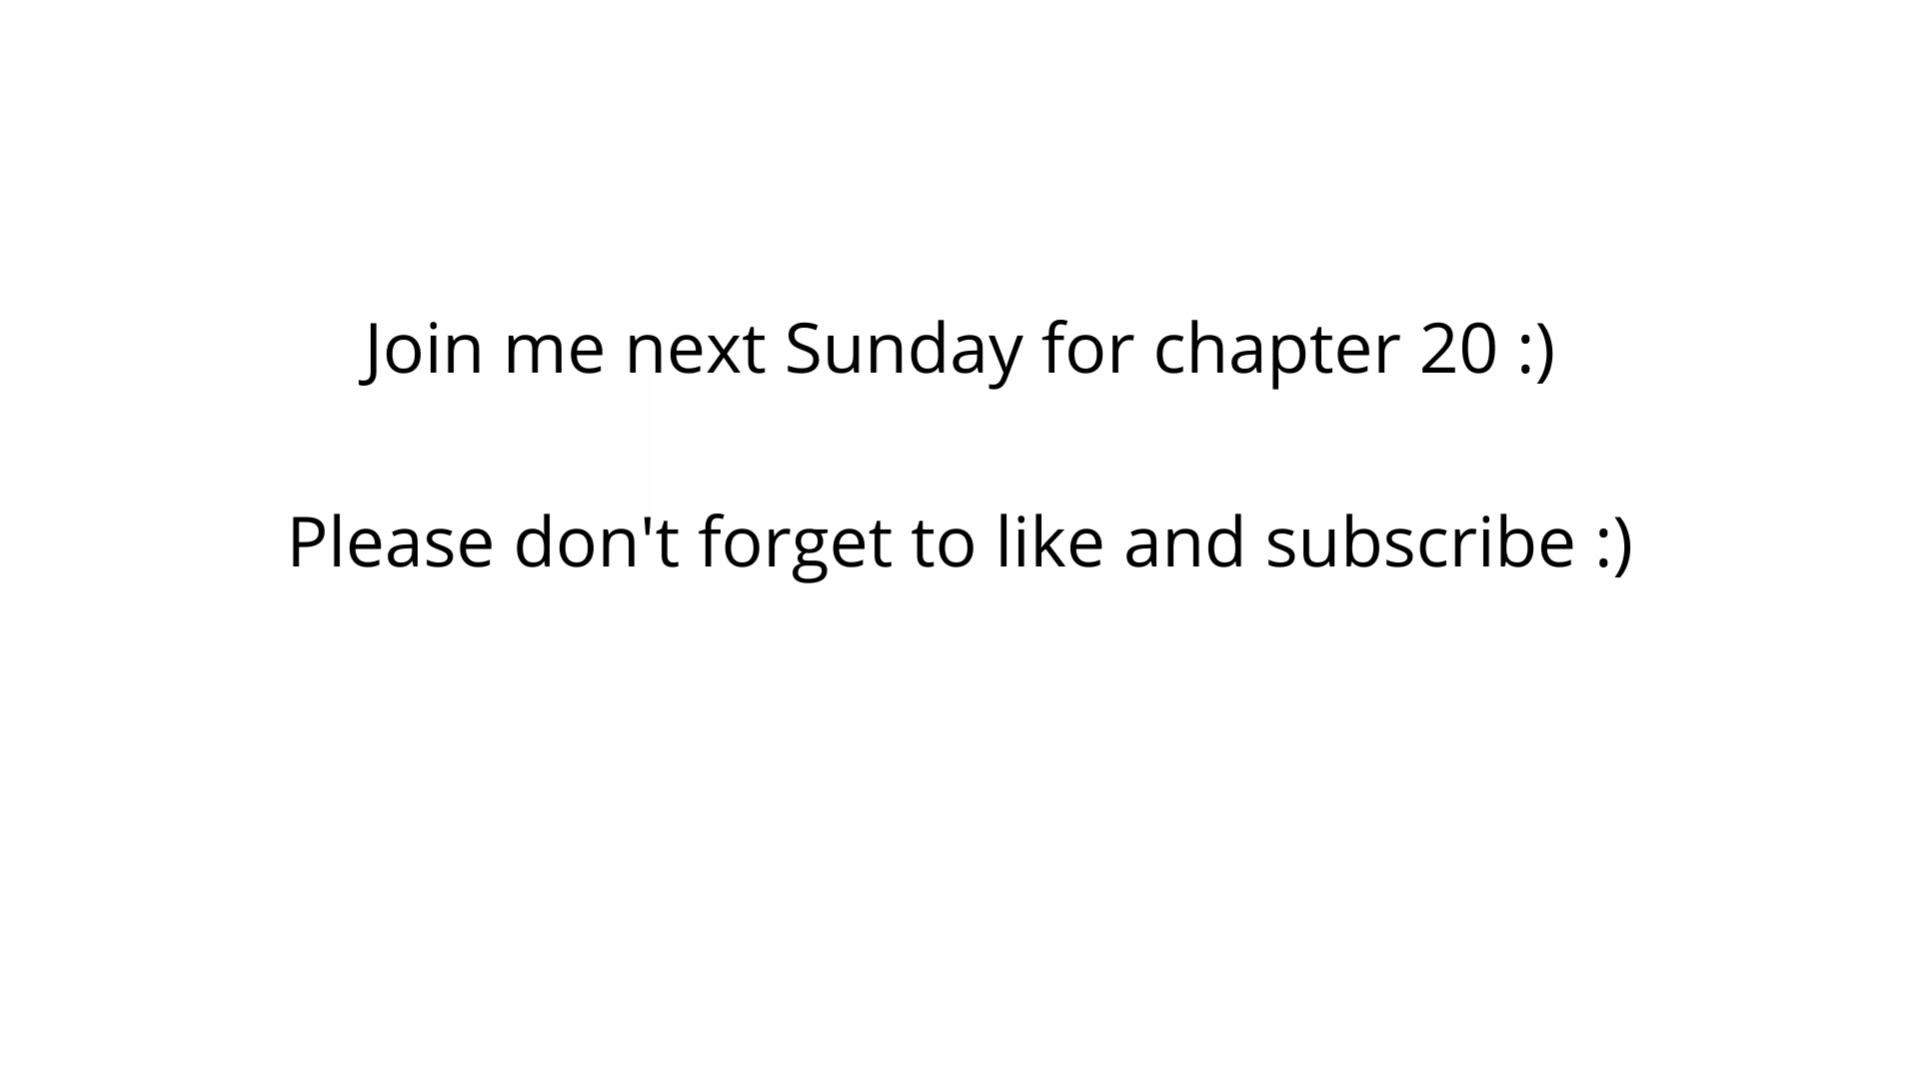 Join me next Sunday for chapter 20 :)
Please don't forget to like and subscribe :)